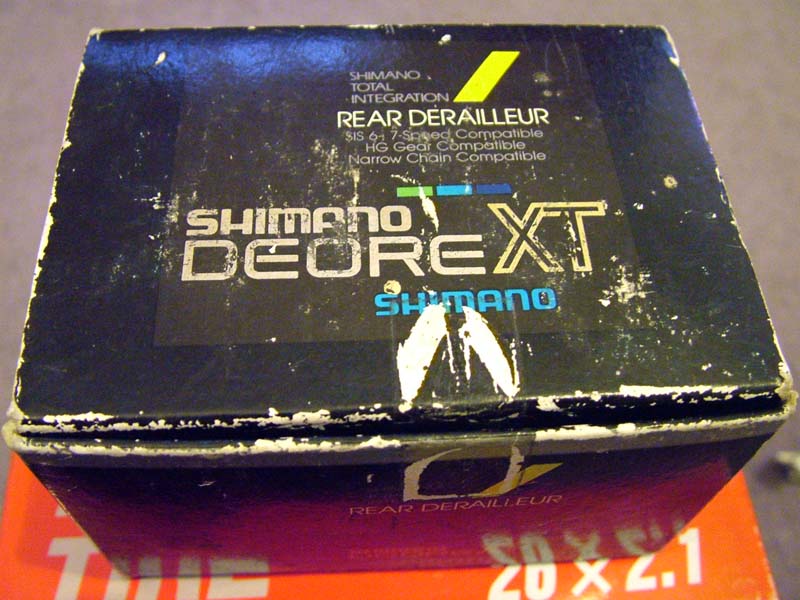 SHIMANO
TOTAL
INTEGRATION
REAR DERAILLEUR
SIS 6-7-Speed Compatible
HG Gear Compatible
Narrow Chain Compatible
SHIMANO
DEORE XT
SHIMANO
REAR DERAILLEUR
26 x 2.1